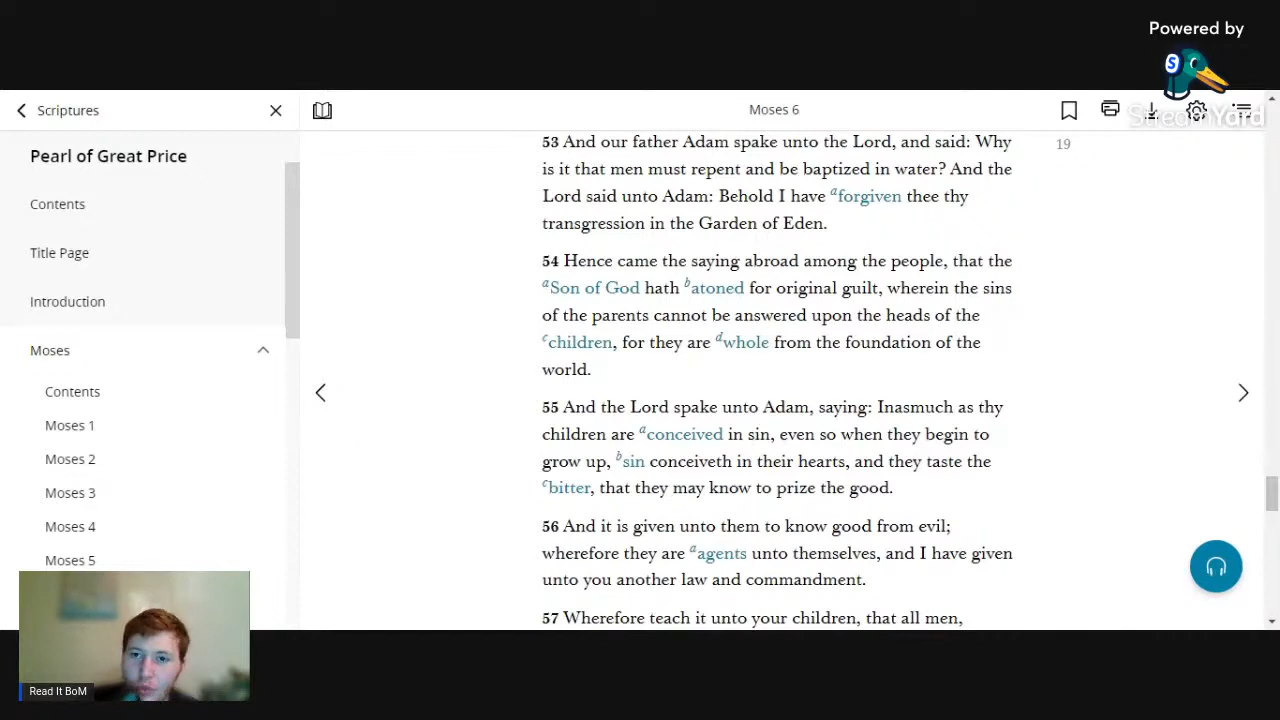 Powered by
S
StreamYard
Scriptures
Moses 6
Pearl of Great Price
Contents
Title Page
Introduction
Moses
Contents
Moses 1
Moses 2
Moses 3
Moses 4
Moses 5
53 And our father Adam spake unto the Lord, and said: Why
is it that men must repent and be baptized in water? And the
Lord said unto Adam: Behold I have aforgiven thee thy
transgression in the Garden of Eden.
19
54 Hence came the saying abroad among the people, that the
aSon of God hath batoned for original guilt, wherein the sins
of the parents cannot be answered upon the heads of the
cchildren, for they are dwhole from the foundation of the
world.
55 And the Lord spake unto Adam, saying: Inasmuch as thy
children are aconceived in sin, even so when they begin to
grow up, bsin conceiveth in their hearts, and they taste the
cbitter, that they may know to prize the good.
56 And it is given unto them to know good from evil;
wherefore they are aagents unto themselves, and I have given
unto you another law and commandment.
57 Wherefore teach it unto your children, that all men,
Read It BoM